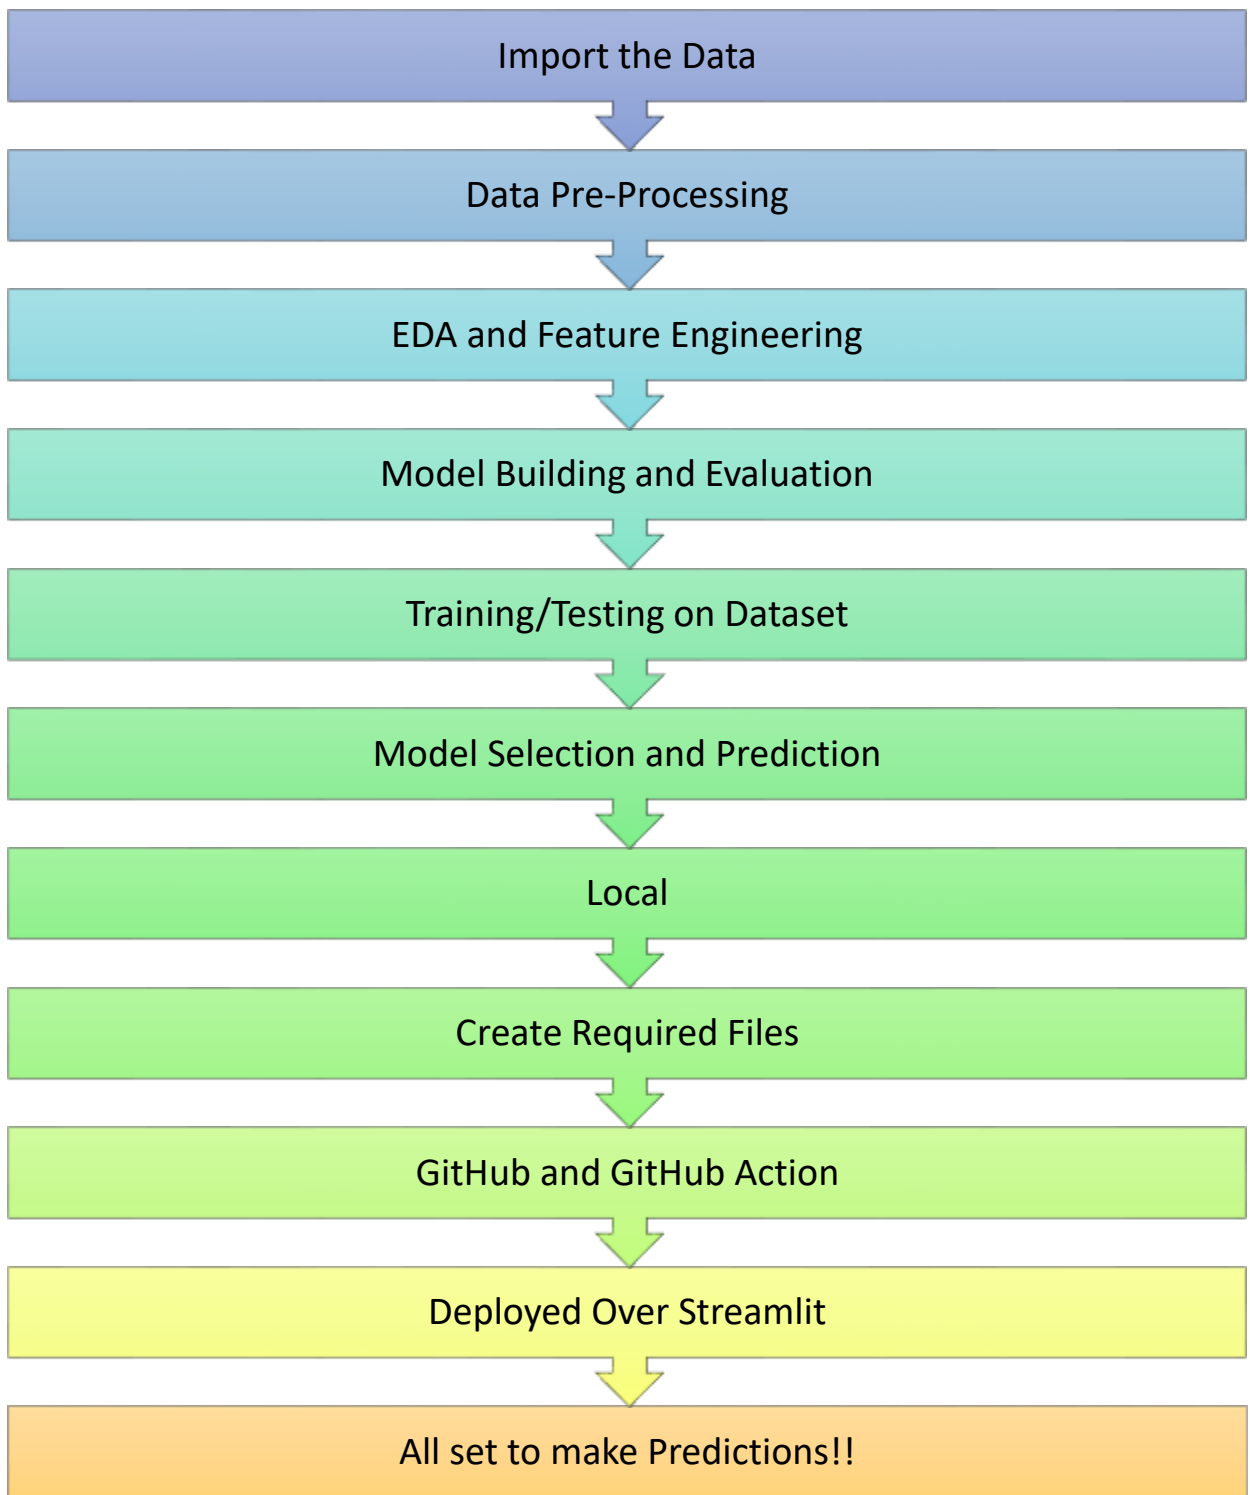 Import the Data
Data Pre-Processing
EDA and Feature Engineering
Model Building and Evaluation
Training/Testing on Dataset
Model Selection and Prediction
Local
Create Required Files
GitHub and GitHub Action
Deployed Over Streamlit
All set to make Predictions!!